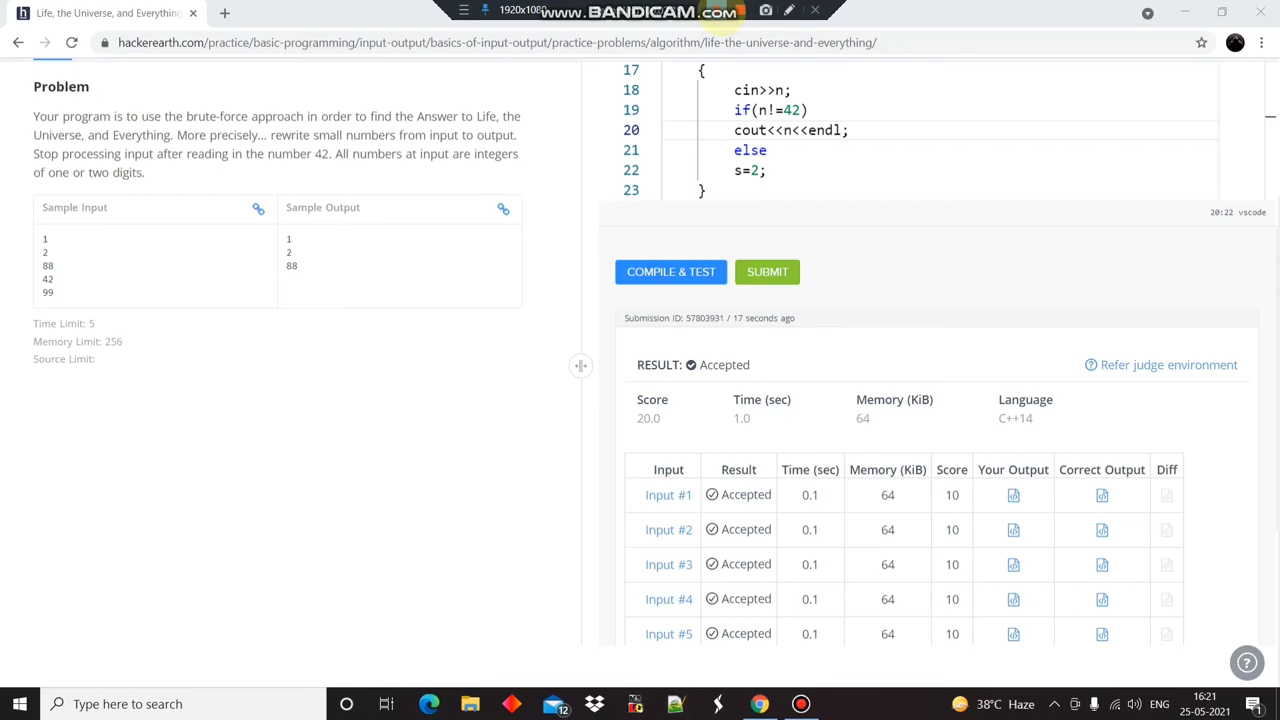 Life, the Universe, and Everything
1920x1080
www.BANDICAM.com
hackerearth.com/practice/basic-programming/input-output/basics-of-input-output/practice-problems/algorithm/life-the-universe-and-everything/
Problem
Your program is to use the brute-force approach in order to find the Answer to Life, the
Universe, and Everything. More precisely... rewrite small numbers from input to output.
Stop processing input after reading in the number 42. All numbers at input are integers
of one or two digits.
Sample Input
Sample Output
1
2
88
42
99
1
2
88
Time Limit: 5
Memory Limit: 256
Source Limit:
17 {
18 cin>>n;
19 if(n!=42)
20 cout<<n<<endl;
21 else
22 s=2;
23 }
20:22 vscode
COMPILE & TEST
SUBMIT
Submission ID: 57803931 / 17 seconds ago
RESULT: Accepted
Refer judge environment
Score Time (sec) Memory (KiB) Language
20.0 1.0 64 C++14
Input Result Time (sec) Memory (KiB) Score Your Output Correct Output Diff
Input #1 Accepted 0.1 64 10
Input #2 Accepted 0.1 64 10
Input #3 Accepted 0.1 64 10
Input #4 Accepted 0.1 64 10
Input #5 Accepted 0.1 64 10
?
Type here to search
12
38°C Haze
ENG
16:21
25-05-2021
1